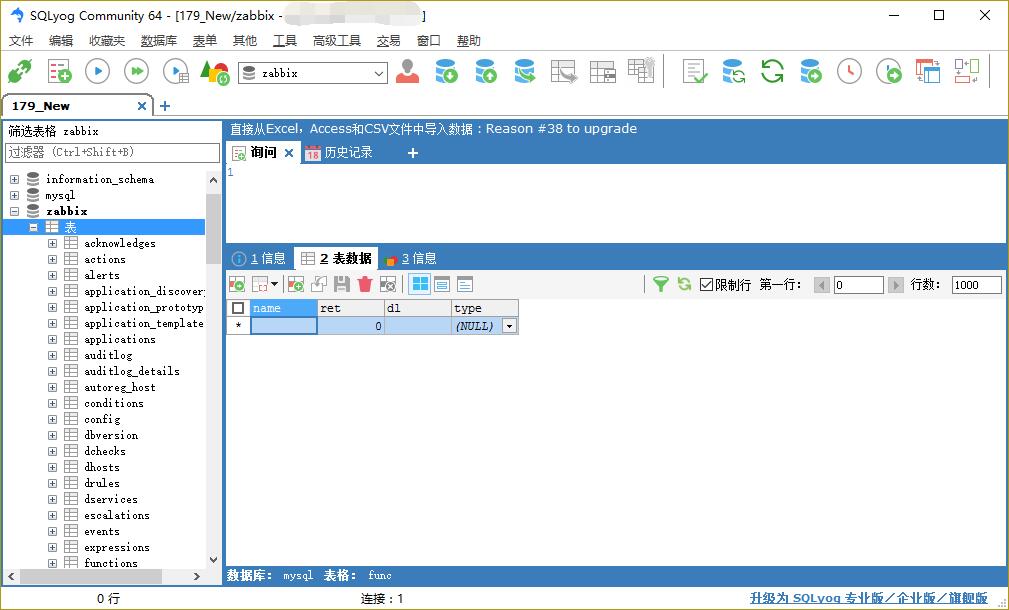 SQLyog Community 64 - [179_New/zabbix - ]
文件 编辑 收藏夹 数据库 表单 其他 工具 高级工具 交易 窗口 帮助
zabbix
179_New
筛选表格 zabbix
过滤器 (Ctrl+Shift+B)
information_schema
mysql
zabbix
表
acknowledges
actions
alerts
application_discovery
application_prototyp
application_template
applications
auditlog
auditlog_details
autoreg_host
conditions
config
dbversion
dchecks
dhosts
drules
dservices
escalations
events
expressions
functions
直接从Excel，Access和CSV文件中导入数据：Reason #38 to upgrade
询问 18 历史记录
1
1 信息 2 表数据 3 信息
限制行 第一行： 0 行数： 1000
name ret dl type
* 0 (NULL)
数据库： mysql 表格： func
0 行 连接：1 升级为 SQLyog 专业版/企业版/旗舰版